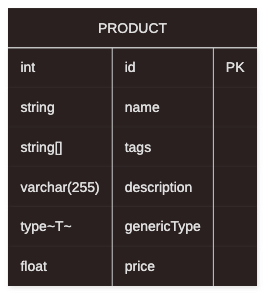 PRODUCT
int id PK
string name
string[] tags
varchar(255) description
type~T~ genericType
float price